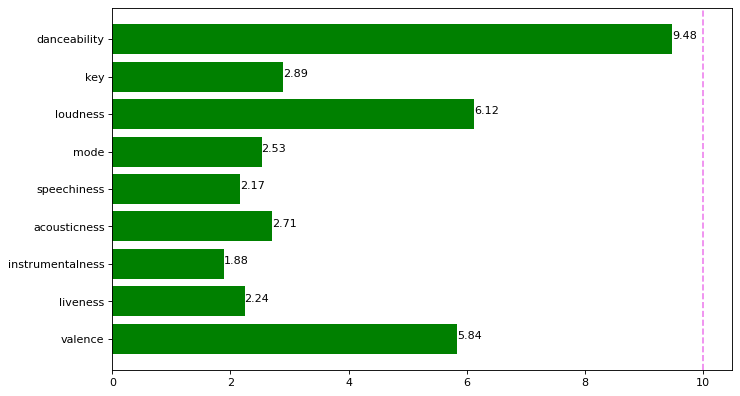 danceability 9.48
key 2.89
loudness 6.12
mode 2.53
speechiness 2.17
acousticness 2.71
instrumentalness 1.88
liveness 2.24
valence 5.84
0 2 4 6 8 10